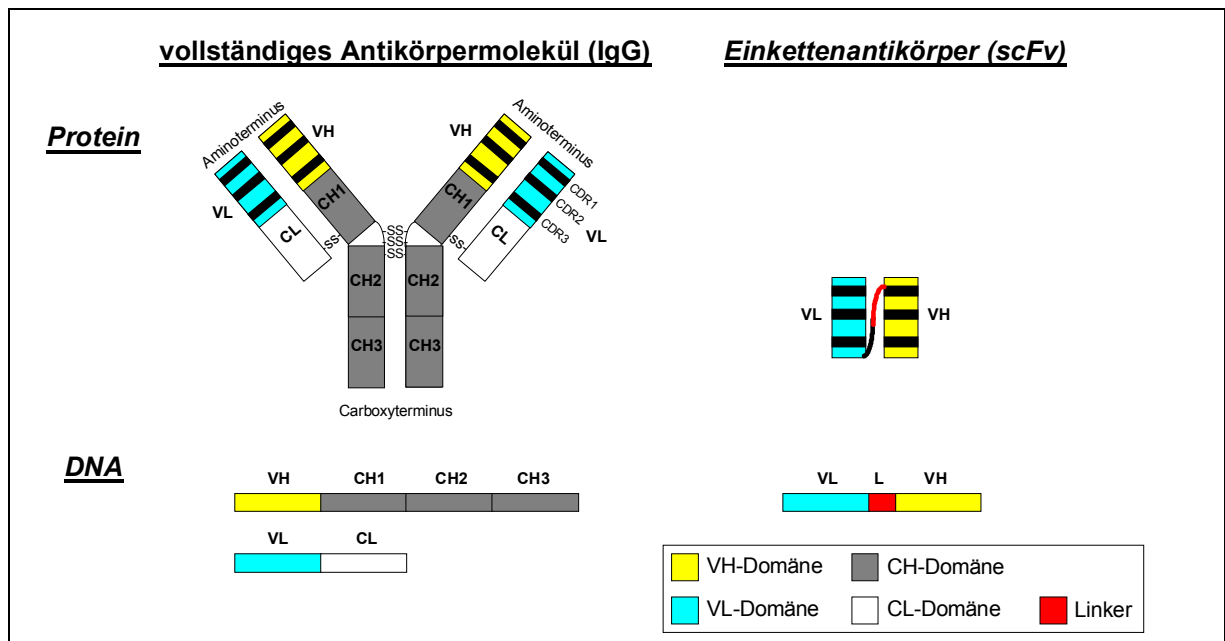 vollständiges Antikörpermolekül (IgG)
Einkettenantikörper (scFv)
Protein
Aminoterminus
VH
VH
Aminoterminus
CH1
CH1
CDR1
CDR2
CDR3
VL
VL
CL
CL
-SS-
-SS-
-SS-
-SS-
-SS-
CH2
CH2
CH3
CH3
Carboxyterminus
VL
VH
DNA
VH CH1 CH2 CH3
VL L VH
VL CL
VH-Domäne CH-Domäne
VL-Domäne CL-Domäne Linker